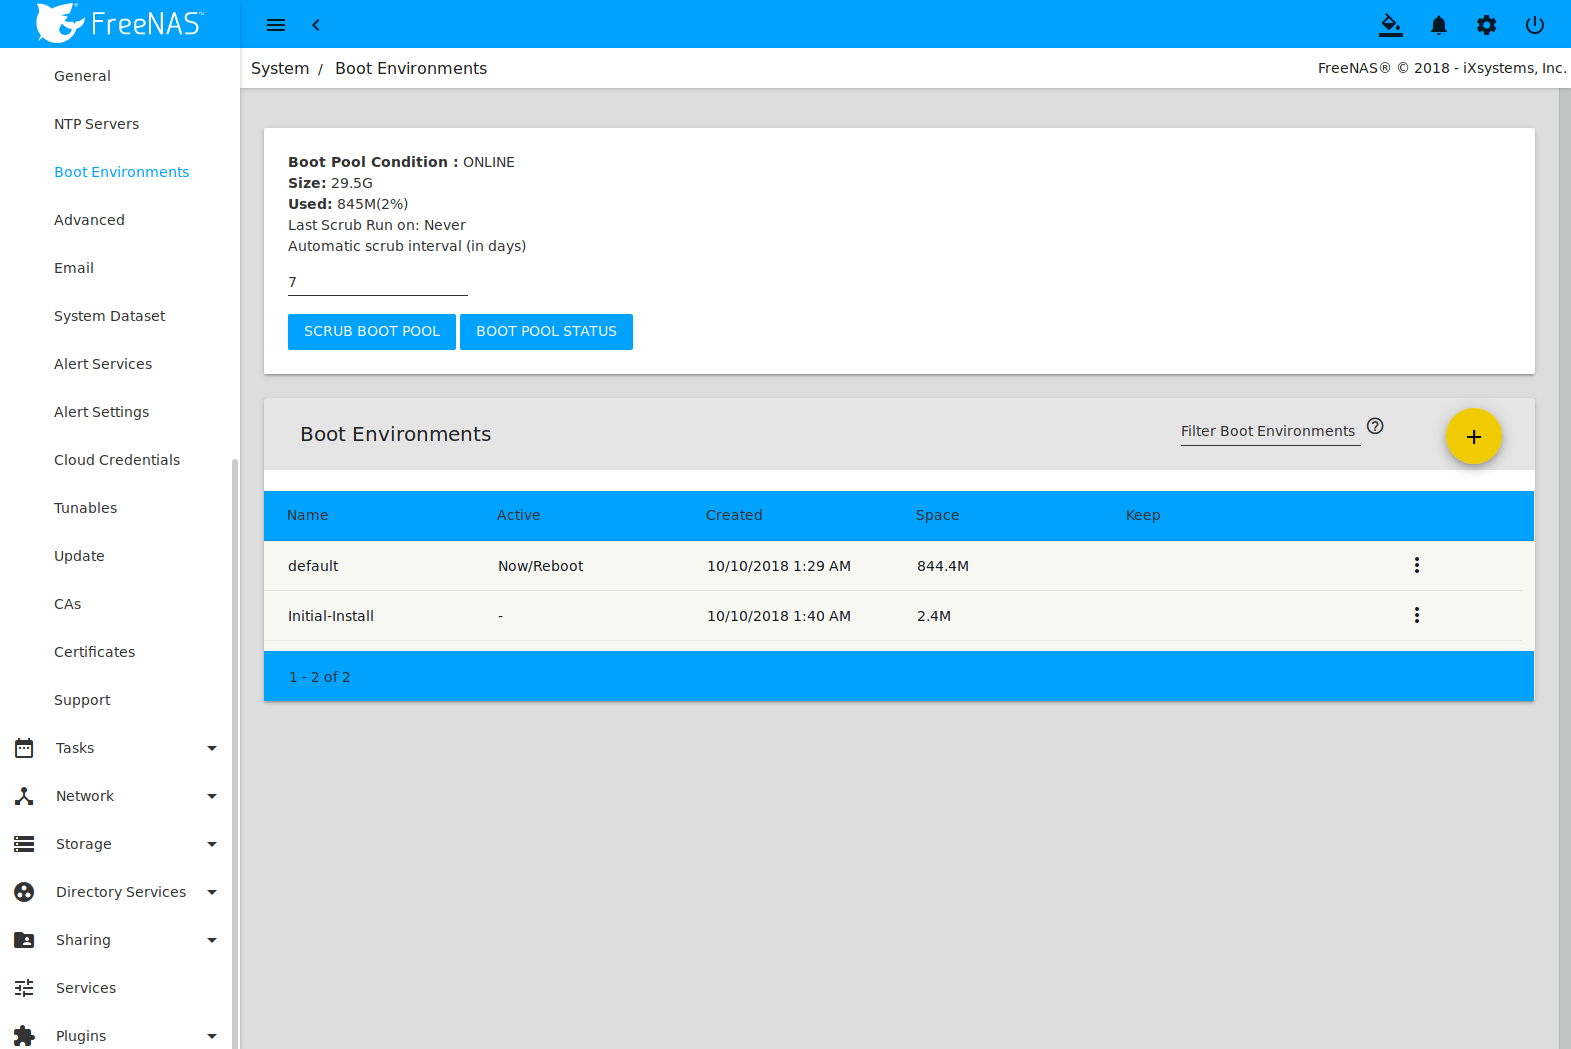 FreeNAS™
General
NTP Servers
Boot Environments
Advanced
Email
System Dataset
Alert Services
Alert Settings
Cloud Credentials
Tunables
Update
CAs
Certificates
Support
Tasks
Network
Storage
Directory Services
Sharing
Services
Plugins
System / Boot Environments
FreeNAS® © 2018 - iXsystems, Inc.
Boot Pool Condition : ONLINE
Size: 29.5G
Used: 845M(2%)
Last Scrub Run on: Never
Automatic scrub interval (in days)
7
SCRUB BOOT POOL BOOT POOL STATUS
Boot Environments
Filter Boot Environments
Name Active Created Space Keep
default Now/Reboot 10/10/2018 1:29 AM 844.4M
Initial-Install - 10/10/2018 1:40 AM 2.4M
1 - 2 of 2